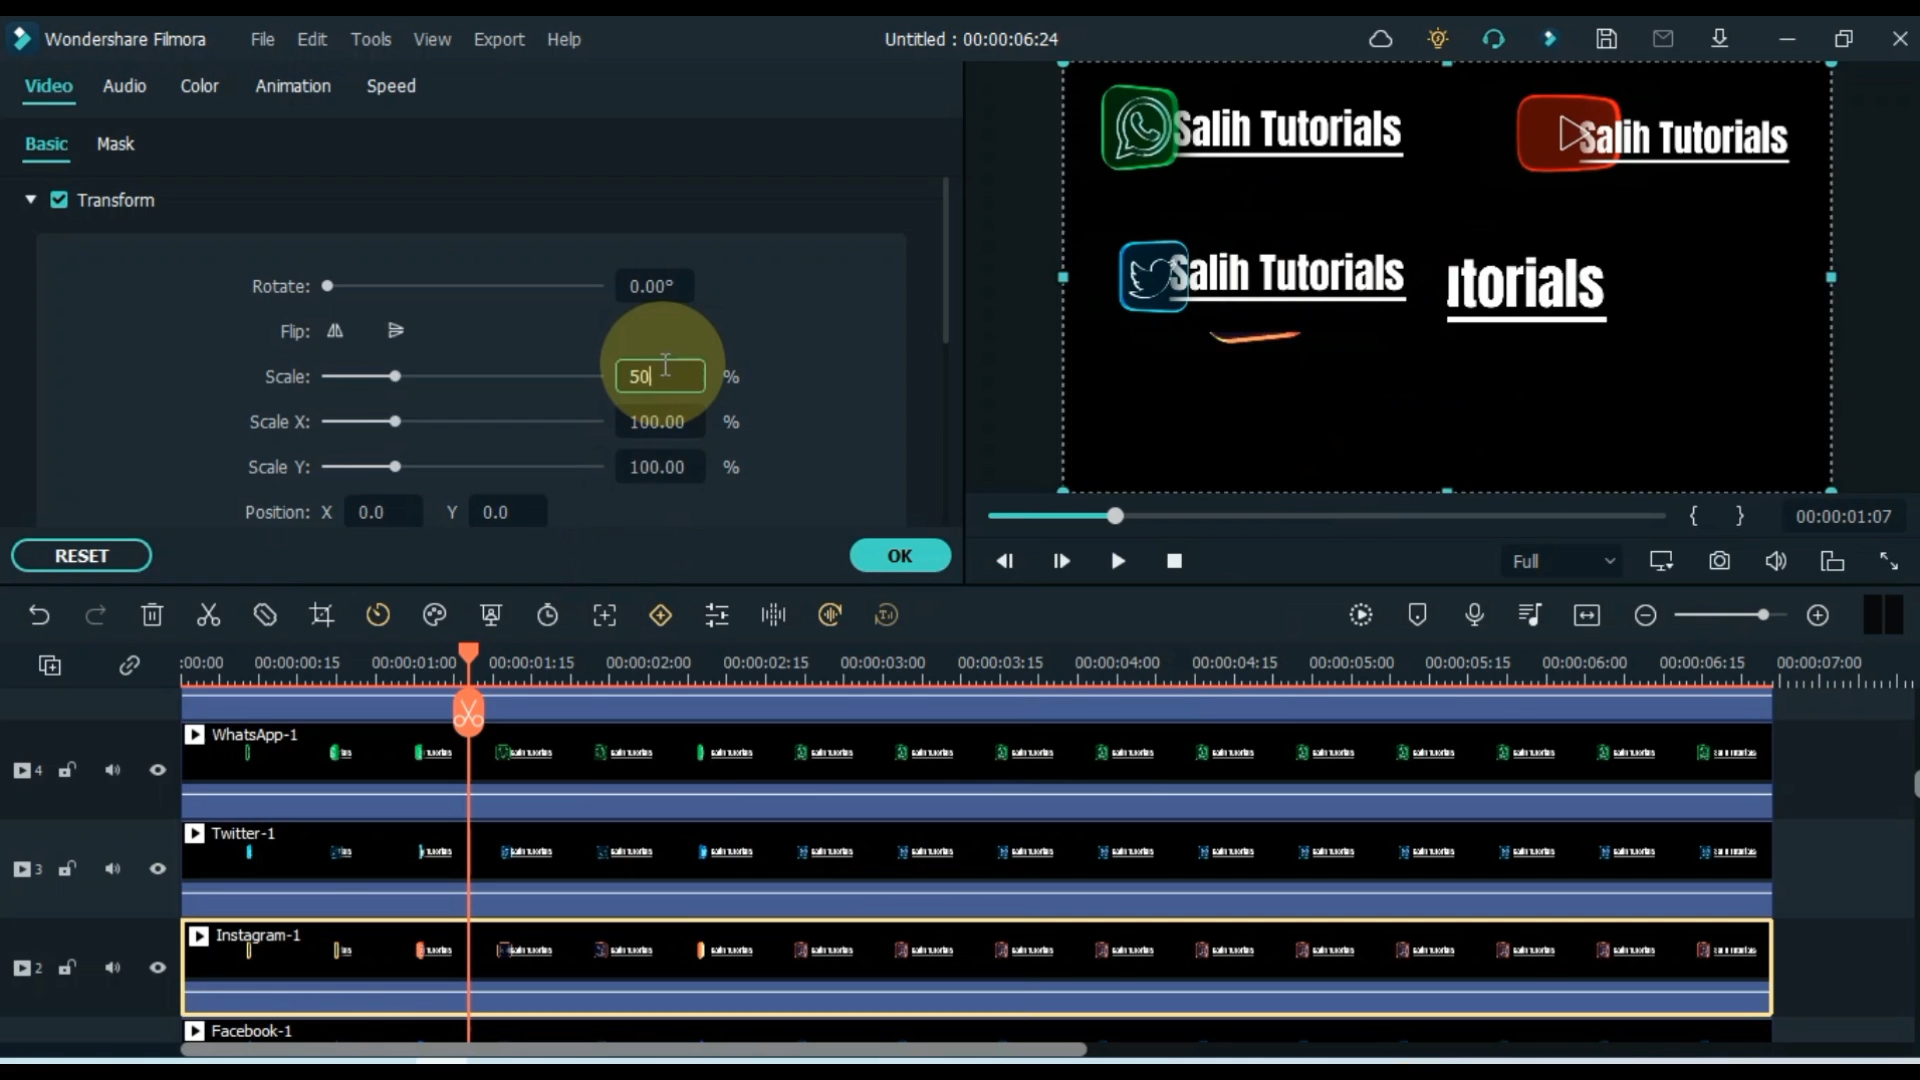 Wondershare Filmora File Edit Tools View Export Help Untitled : 00:00:06:24
Video Audio Color Animation Speed
Basic Mask
Transform
Rotate: 0.00°
Flip:
Scale: 50 %
Scale X: 100.00 %
Scale Y: 100.00 %
Position: X 0.0 Y 0.0
RESET OK
Salih Tutorials
Salih Tutorials
Salih Tutorials
utorials
{ } 00:00:01:07
Full
:00:00 00:00:00:15 00:00:01:00 00:00:01:15 00:00:02:00 00:00:02:15 00:00:03:00 00:00:03:15 00:00:04:00 00:00:04:15 00:00:05:00 00:00:05:15 00:00:06:00 00:00:06:15 00:00:07:00
WhatsApp-1
4
Twitter-1
3
Instagram-1
2
Facebook-1